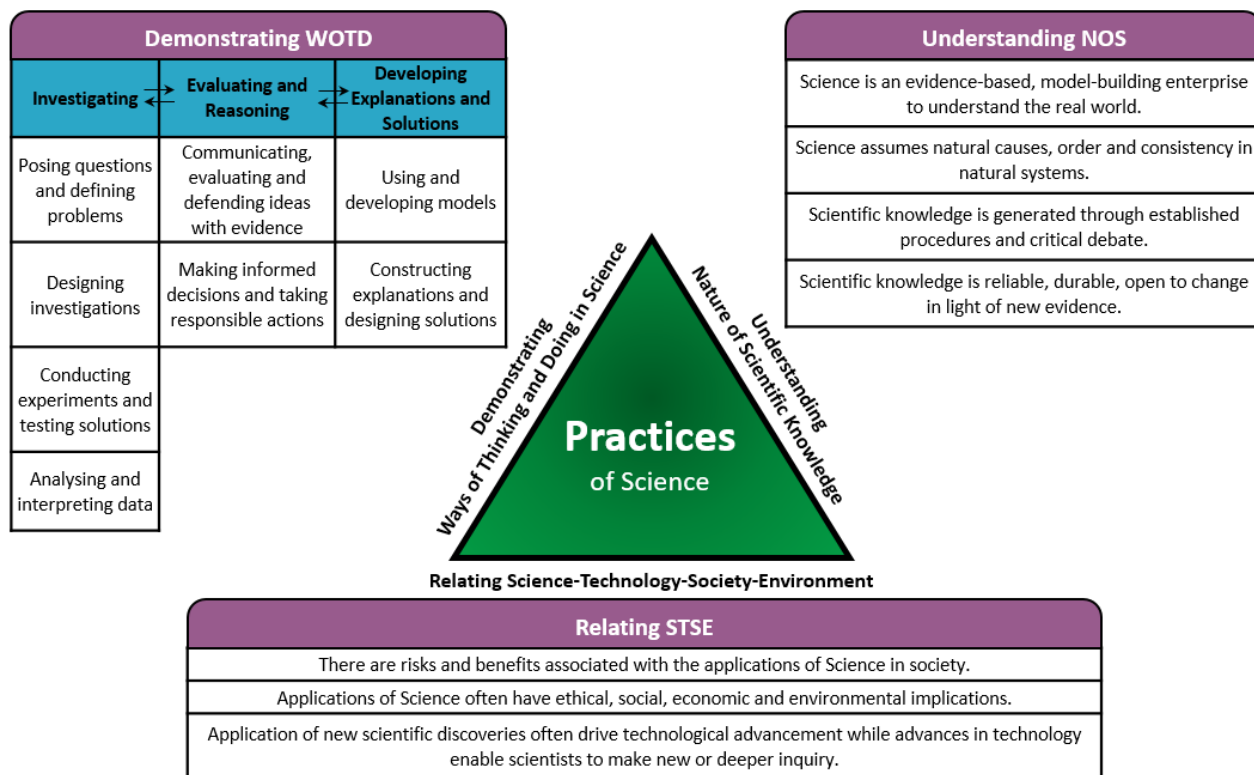 Demonstrating WOTD
Investigating
Evaluating and
Reasoning
Developing
Explanations and
Solutions
Posing questions
and defining
problems
Communicating,
evaluating and
defending ideas
with evidence
Using and
developing models
Designing
investigations
Making informed
decisions and taking
responsible actions
Constructing
explanations and
designing solutions
Conducting
experiments and
testing solutions
Analysing and
interpreting data
Understanding NOS
Science is an evidence-based, model-building enterprise
to understand the real world.
Science assumes natural causes, order and consistency in
natural systems.
Scientific knowledge is generated through established
procedures and critical debate.
Scientific knowledge is reliable, durable, open to change
in light of new evidence.
Demonstrating
Ways of Thinking and Doing in Science
Understanding
Nature of Scientific Knowledge
Practices
of Science
Relating Science-Technology-Society-Environment
Relating STSE
There are risks and benefits associated with the applications of Science in society.
Applications of Science often have ethical, social, economic and environmental implications.
Application of new scientific discoveries often drive technological advancement while advances in technology
enable scientists to make new or deeper inquiry.